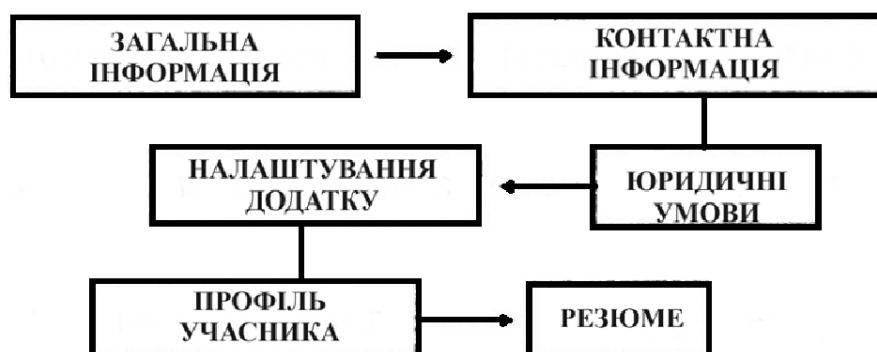 ЗАГАЛЬНА
ІНФОРМАЦІЯ
КОНТАКТНА
ІНФОРМАЦІЯ
ЮРИДИЧНІ
УМОВИ
НАЛАШТУВАННЯ
ДОДАТКУ
ПРОФІЛЬ
УЧАСНИКА
РЕЗЮМЕ